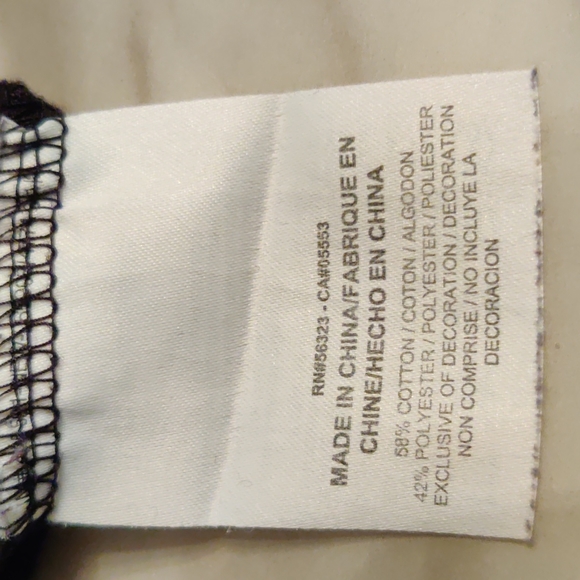 RN#56323 - CA#05553
MADE IN CHINA/FABRIQUE EN
CHINE/HECHO EN CHINA
58% COTTON / COTON / ALGODON
42% POLYESTER / POLYESTER / POLIESTER
EXCLUSIVE OF DECORATION / DECORATION
NON COMPRISE / NO INCLUYE LA
DECORACION